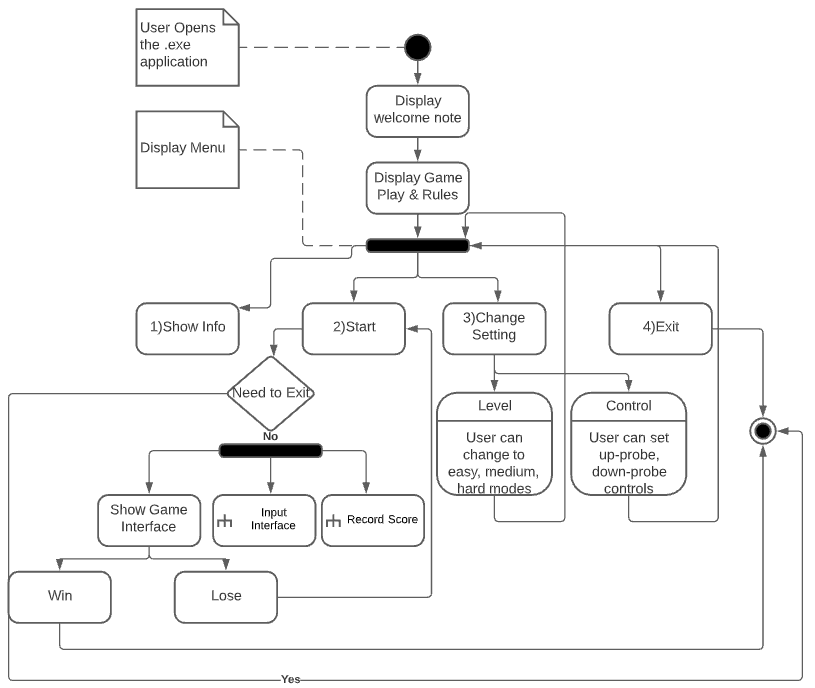 User Opens
the .exe
application
Display
welcome note
Display Menu
Display Game
Play & Rules
1)Show Info
2)Start
3)Change
Setting
4)Exit
Need to Exit
No
Level
User can
change to
easy, medium,
hard modes
Control
User can set
up-probe,
down-probe
controls
Show Game
Interface
Input
Interface
Record Score
Win
Lose
Yes